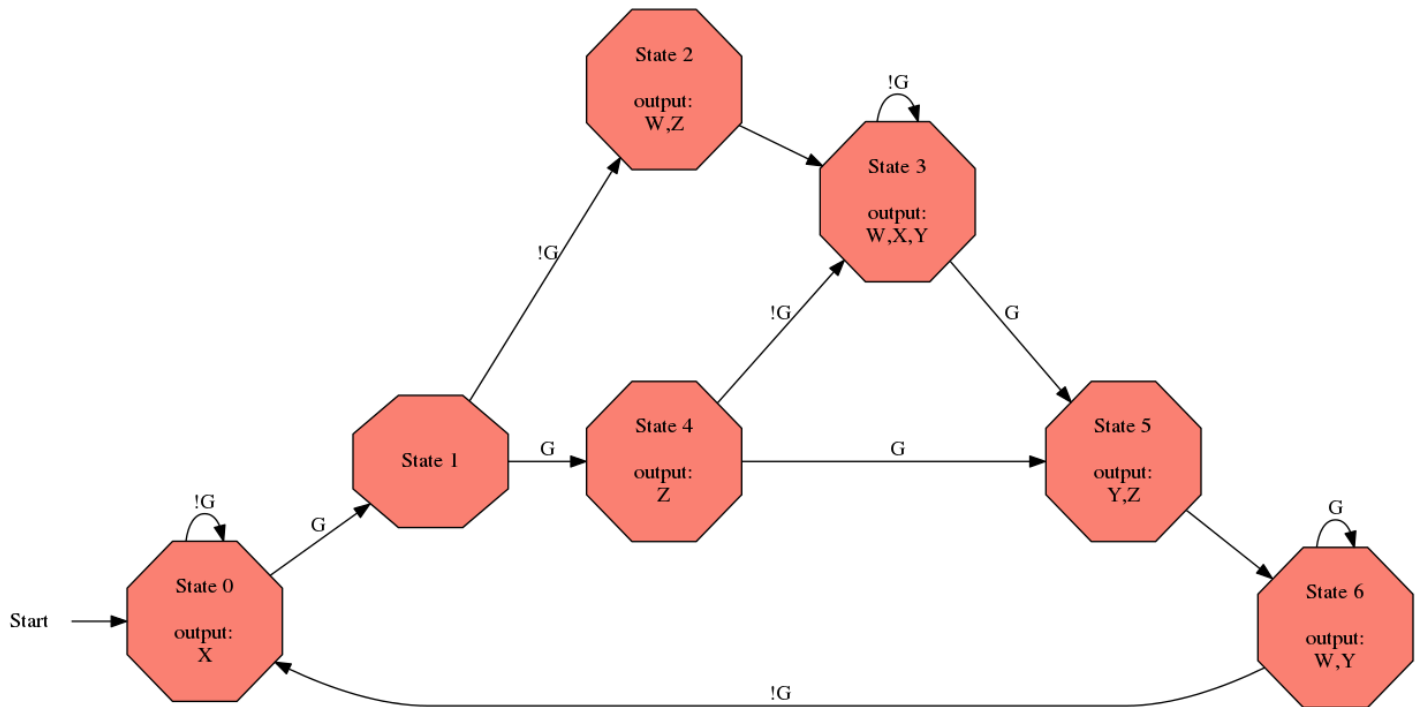 State 2
output:
W,Z
!G
State 3
output:
W,X,Y
!G
!G
G
State 1
G
State 4
output:
Z
G
State 5
output:
Y,Z
!G
G
G
Start
State 0
output:
X
State 6
output:
W,Y
!G